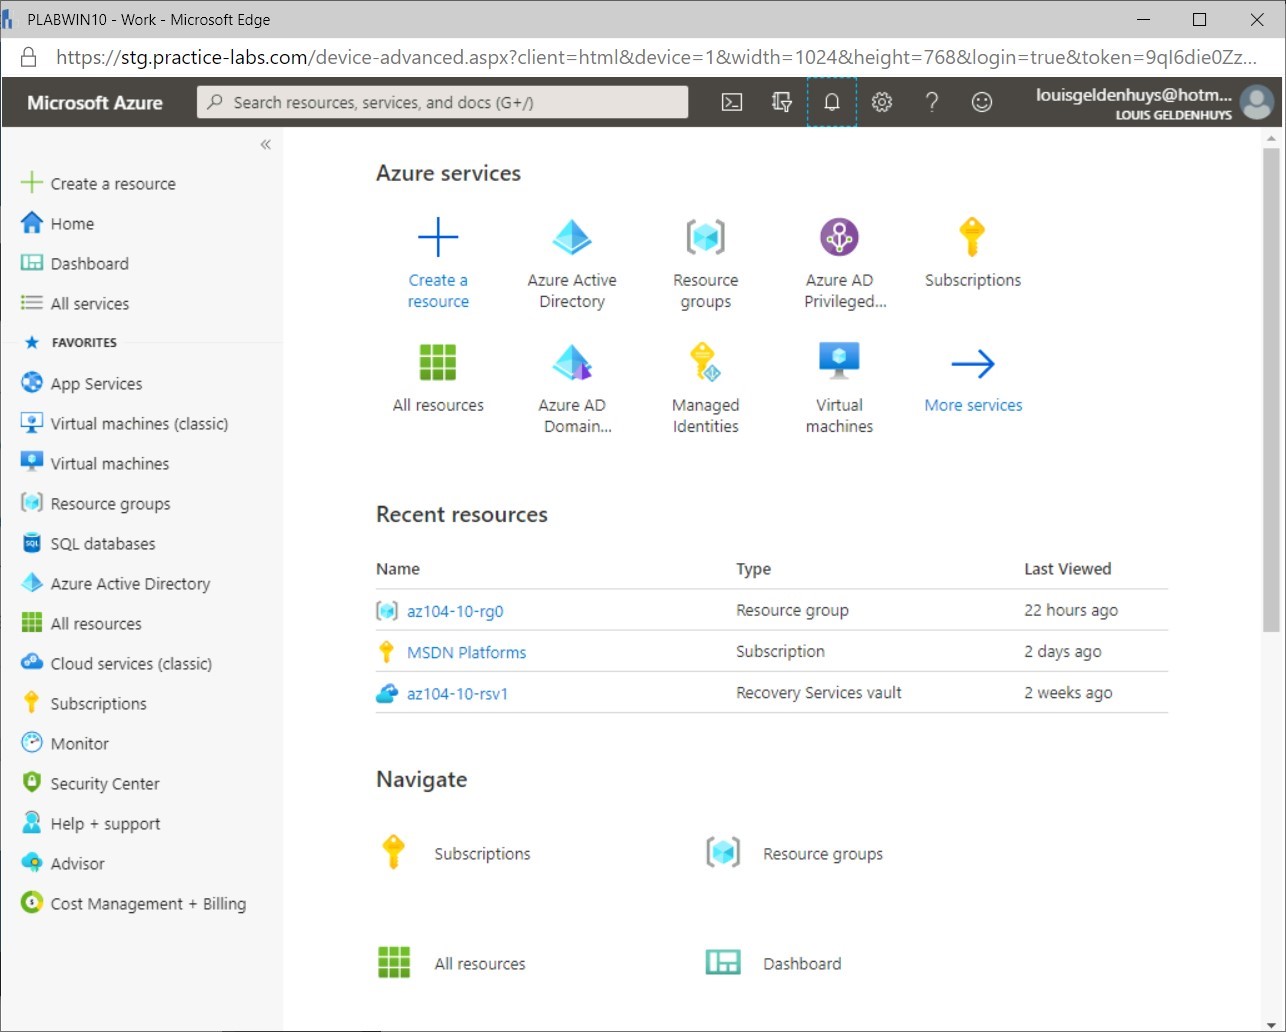 PLABWIN10 - Work - Microsoft Edge
https://stg.practice-labs.com/device-advanced.aspx?client=html&device=1&width=1024&height=768&login=true&token=9qI6die0Zz...
Microsoft Azure
Search resources, services, and docs (G+/)
louisgeldenhuys@hotm...
LOUIS GELDENHUYS
Create a resource
Home
Dashboard
All services
FAVORITES
App Services
Virtual machines (classic)
Virtual machines
Resource groups
SQL databases
Azure Active Directory
All resources
Cloud services (classic)
Subscriptions
Monitor
Security Center
Help + support
Advisor
Cost Management + Billing
Azure services
Create a
resource
Azure Active
Directory
Resource
groups
Azure AD
Privileged...
Subscriptions
All resources
Azure AD
Domain...
Managed
Identities
Virtual
machines
More services
Recent resources
Name Type Last Viewed
az104-10-rg0 Resource group 22 hours ago
MSDN Platforms Subscription 2 days ago
az104-10-rsv1 Recovery Services vault 2 weeks ago
Navigate
Subscriptions Resource groups
All resources Dashboard